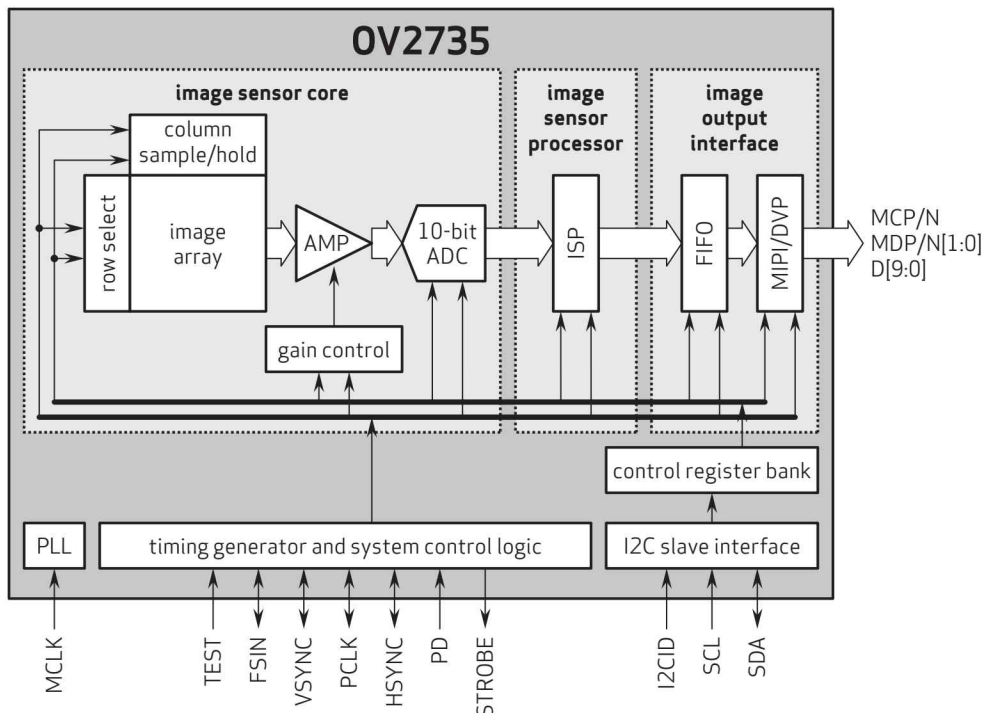 OV2735
image sensor core
image
sensor
processor
image
output
interface
column
sample/hold
row select
image
array
AMP
10-bit
ADC
ISP
FIFO
MIPI/DVP
MCP/N
MDP/N[1:0]
D[9:0]
gain control
control register bank
PLL
timing generator and system control logic
I2C slave interface
MCLK
TEST
FSIN
VSYNC
PCLK
HSYNC
PD
STROBE
I2CID
SCL
SDA